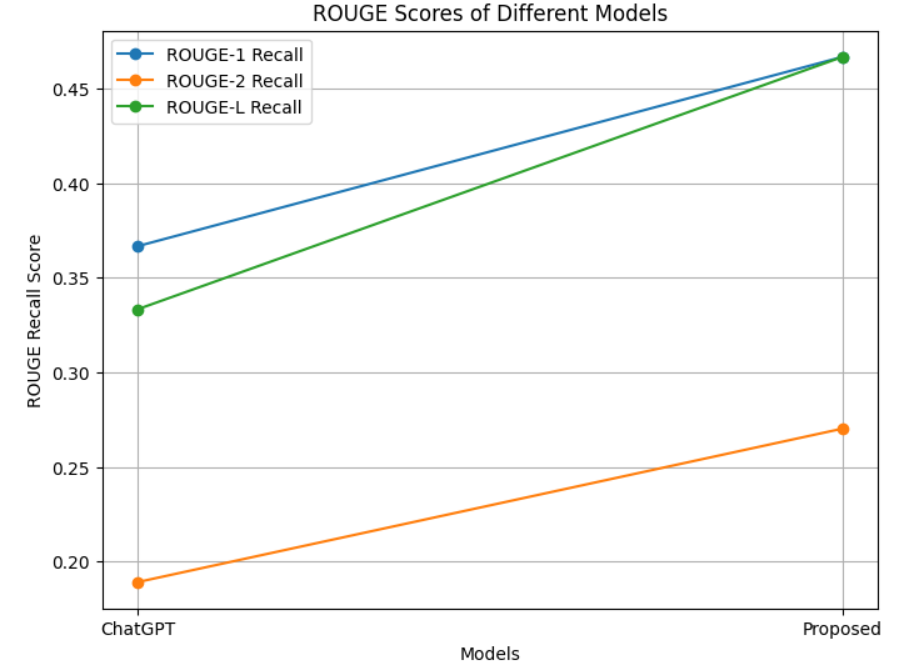 ROUGE Scores of Different Models
ROUGE-1 Recall
ROUGE-2 Recall
ROUGE-L Recall
ROUGE Recall Score
0.45
0.40
0.35
0.30
0.25
0.20
ChatGPT
Proposed
Models